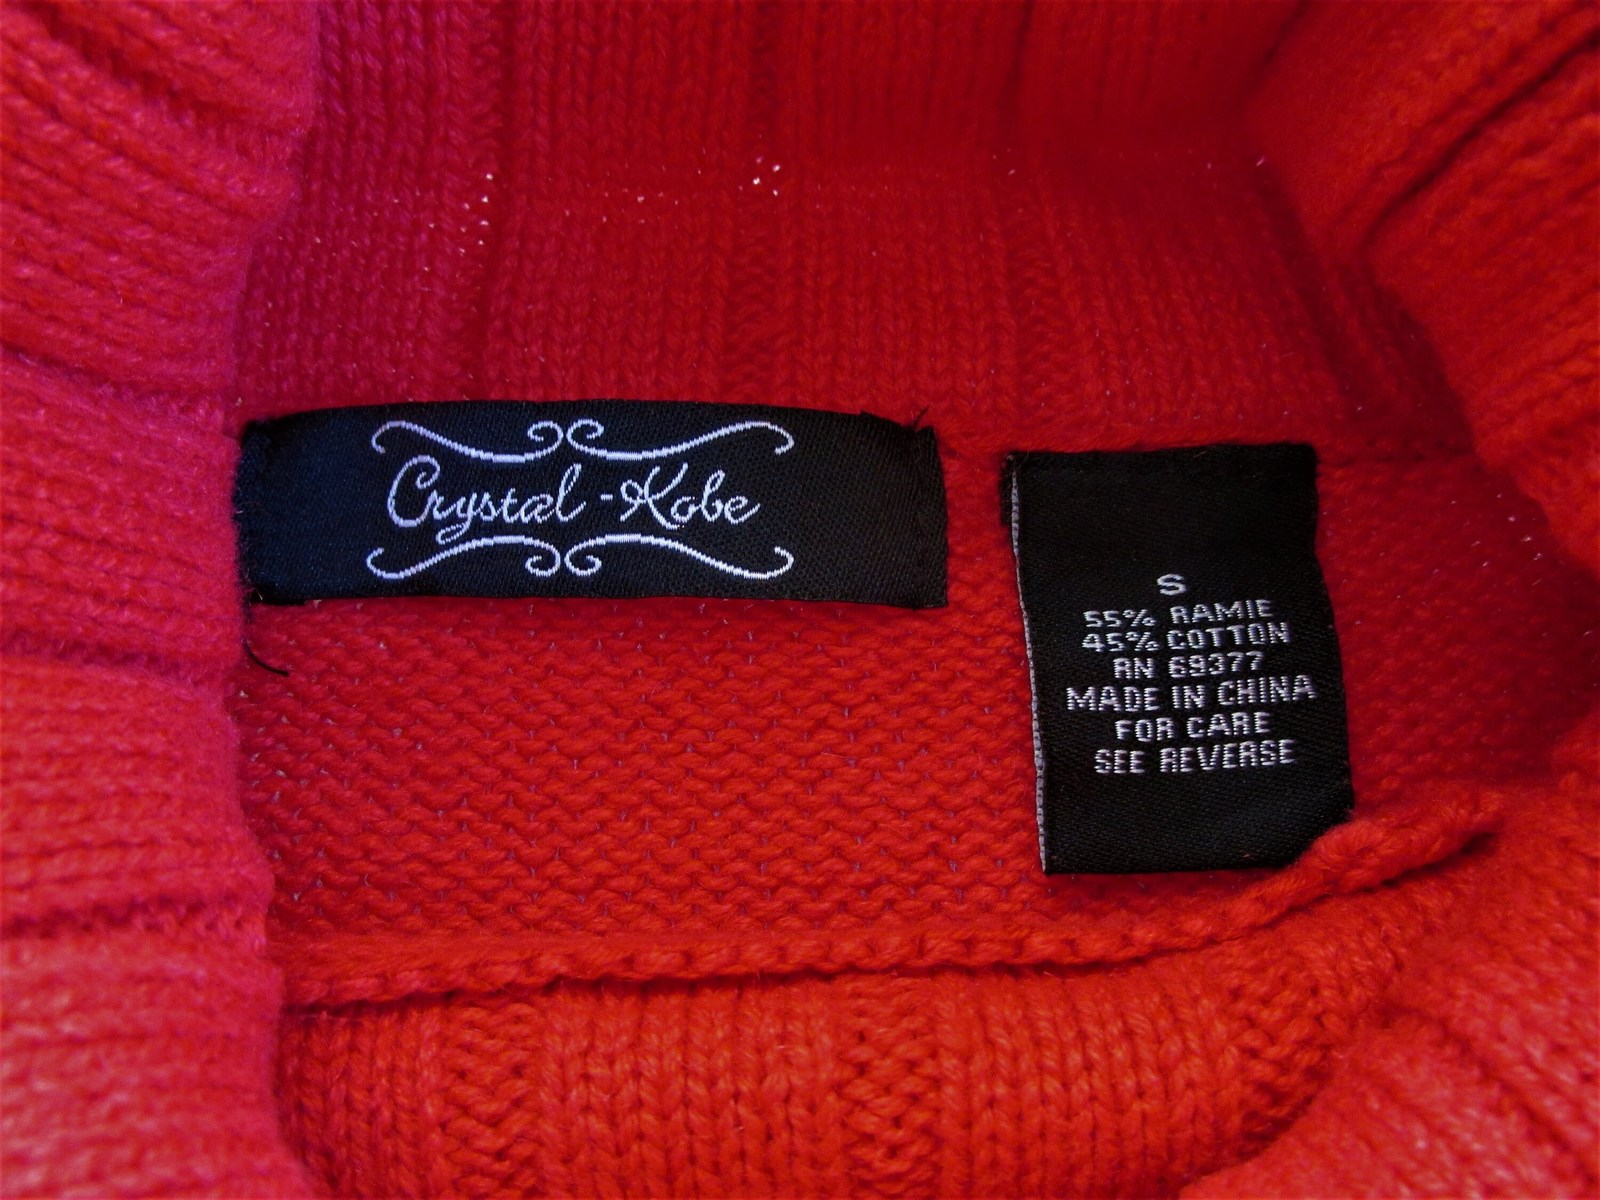 Crystal-Kobe
S
55% RAMIE
45% COTTON
RN 69377
MADE IN CHINA
FOR CARE
SEE REVERSE